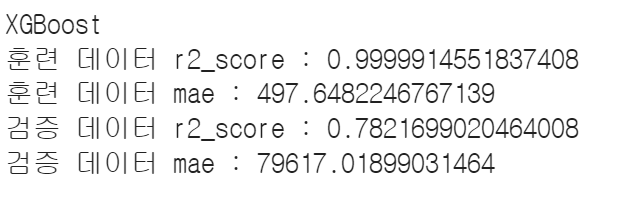 XGBoost
훈련 데이터 r2_score : 0.9999914551837408
훈련 데이터 mae : 497.6482246767139
검증 데이터 r2_score : 0.7821699020464008
검증 데이터 mae : 79617.01899031464